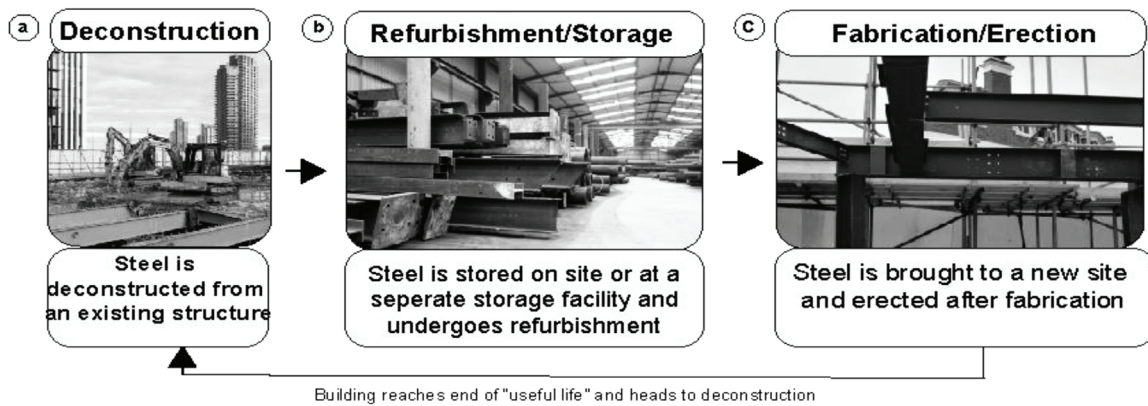 a Deconstruction
b Refurbishment/Storage
c Fabrication/Erection
Steel is
deconstructed from
an existing structure
Steel is stored on site or at a
seperate storage facility and
undergoes refurbishment
Steel is brought to a new site
and erected after fabrication
Building reaches end of "useful life" and heads to deconstruction